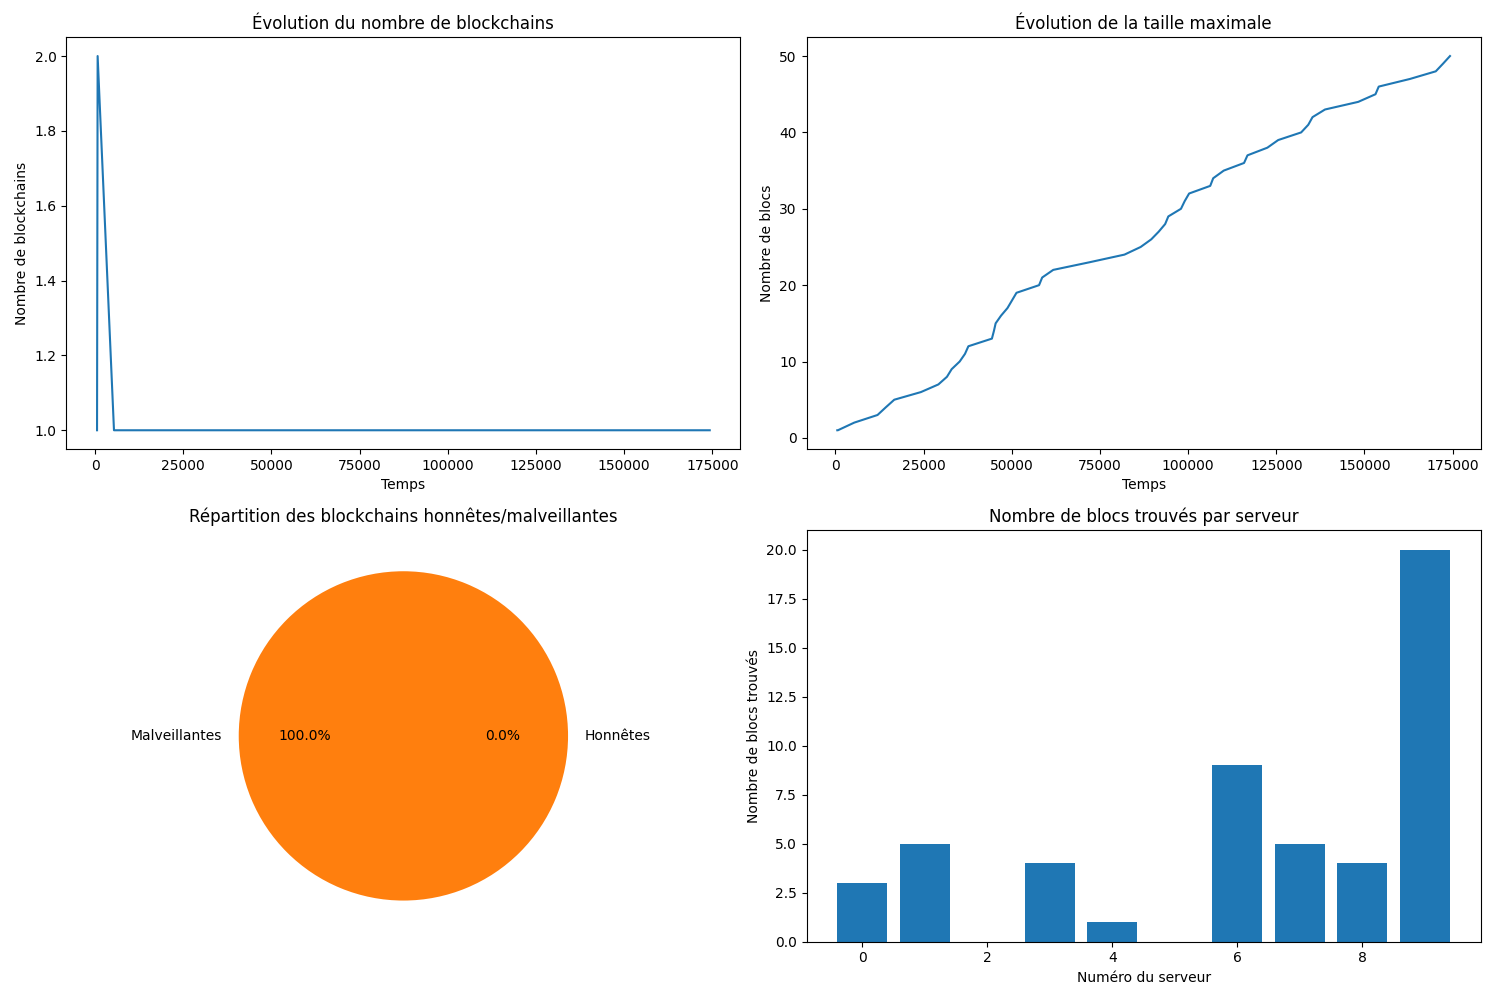 Évolution du nombre de blockchains
Nombre de blockchains
2.0
1.8
1.6
1.4
1.2
1.0
0 25000 50000 75000 100000 125000 150000 175000
Temps
Évolution de la taille maximale
Nombre de blocs
50
40
30
20
10
0
0 25000 50000 75000 100000 125000 150000 175000
Temps
Répartition des blockchains honnêtes/malveillantes
Malveillantes 100.0% 0.0% Honnêtes
Nombre de blocs trouvés par serveur
Nombre de blocs trouvés
20.0
17.5
15.0
12.5
10.0
7.5
5.0
2.5
0.0
0 2 4 6 8
Numéro du serveur